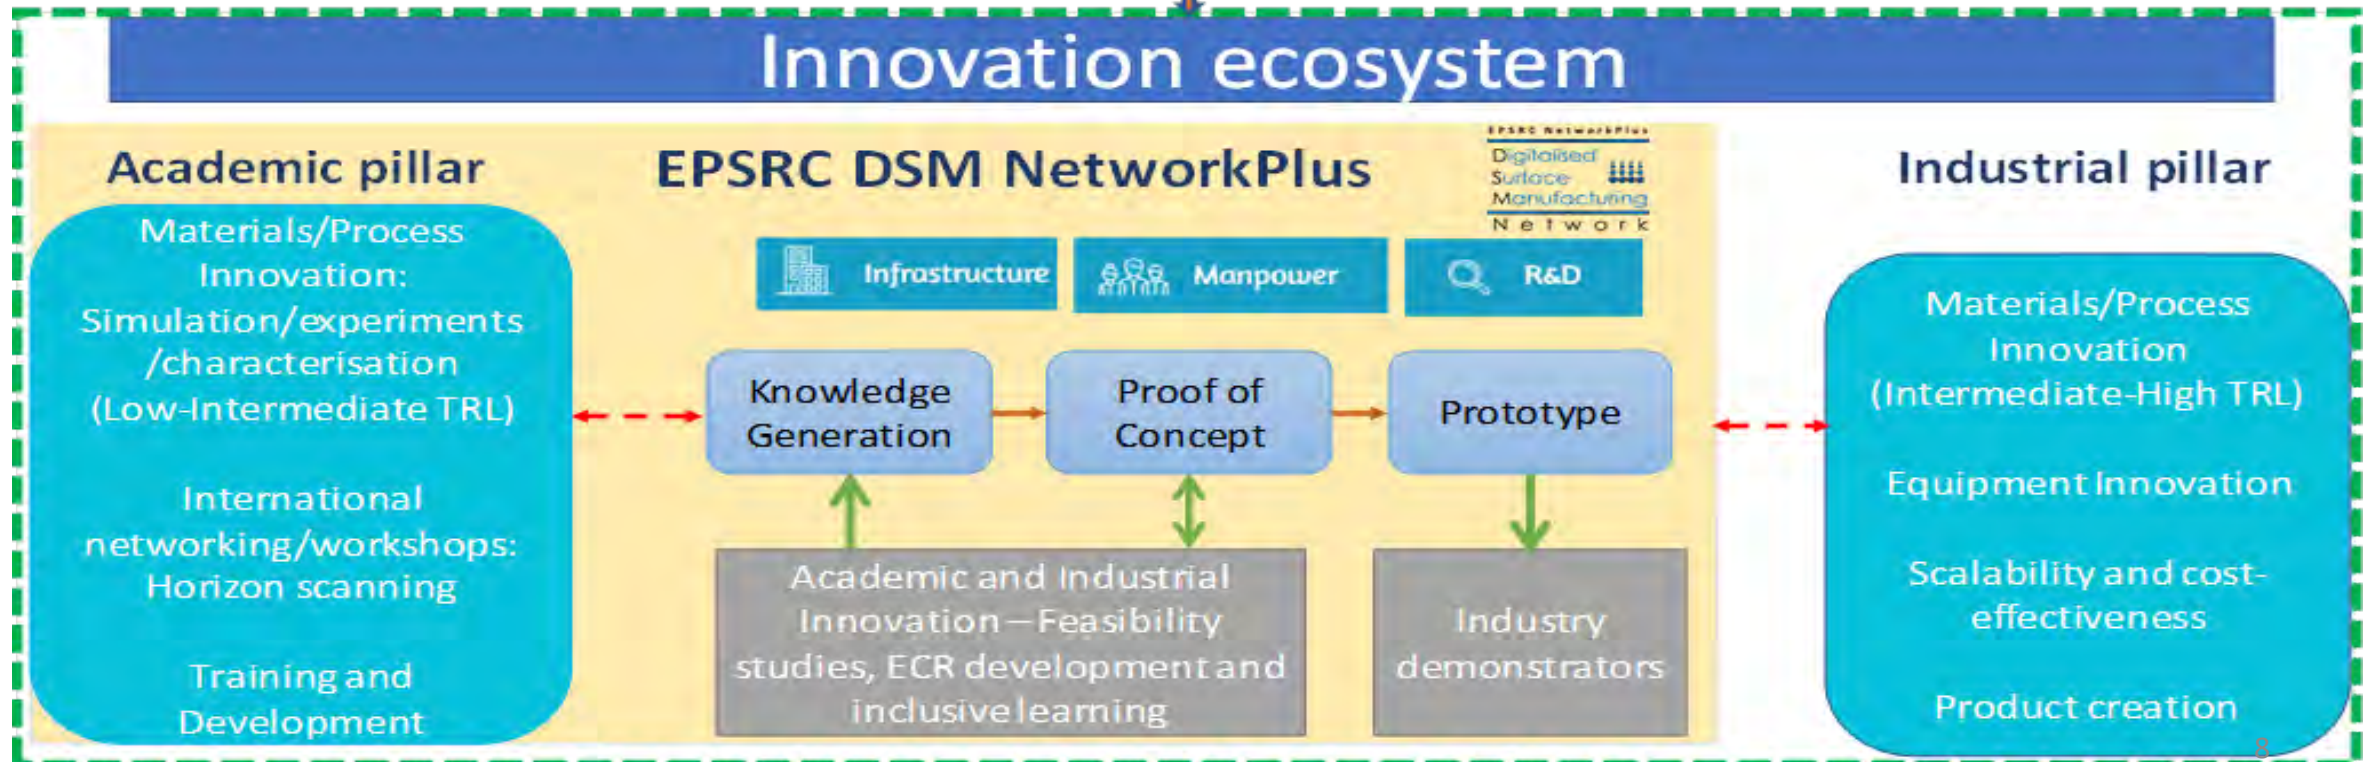 Innovation ecosystem
Academic pillar
Materials/Process
Innovation:
Simulation/experiments
/characterisation
(Low-Intermediate TRL)
International
networking/workshops:
Horizon scanning
Training and
Development
EPSRC DSM NetworkPlus
EPSRC NetworkPlus
Digitalised
Surface
Manufacturing
Network
Infrastructure
Manpower
R&D
Knowledge
Generation
Proof of
Concept
Prototype
Academic and Industrial
Innovation – Feasibility
studies, ECR development and
inclusive learning
Industry
demonstrators
Industrial pillar
Materials/Process
Innovation
(Intermediate-High TRL)
Equipment Innovation
Scalability and cost-
effectiveness
Product creation
8